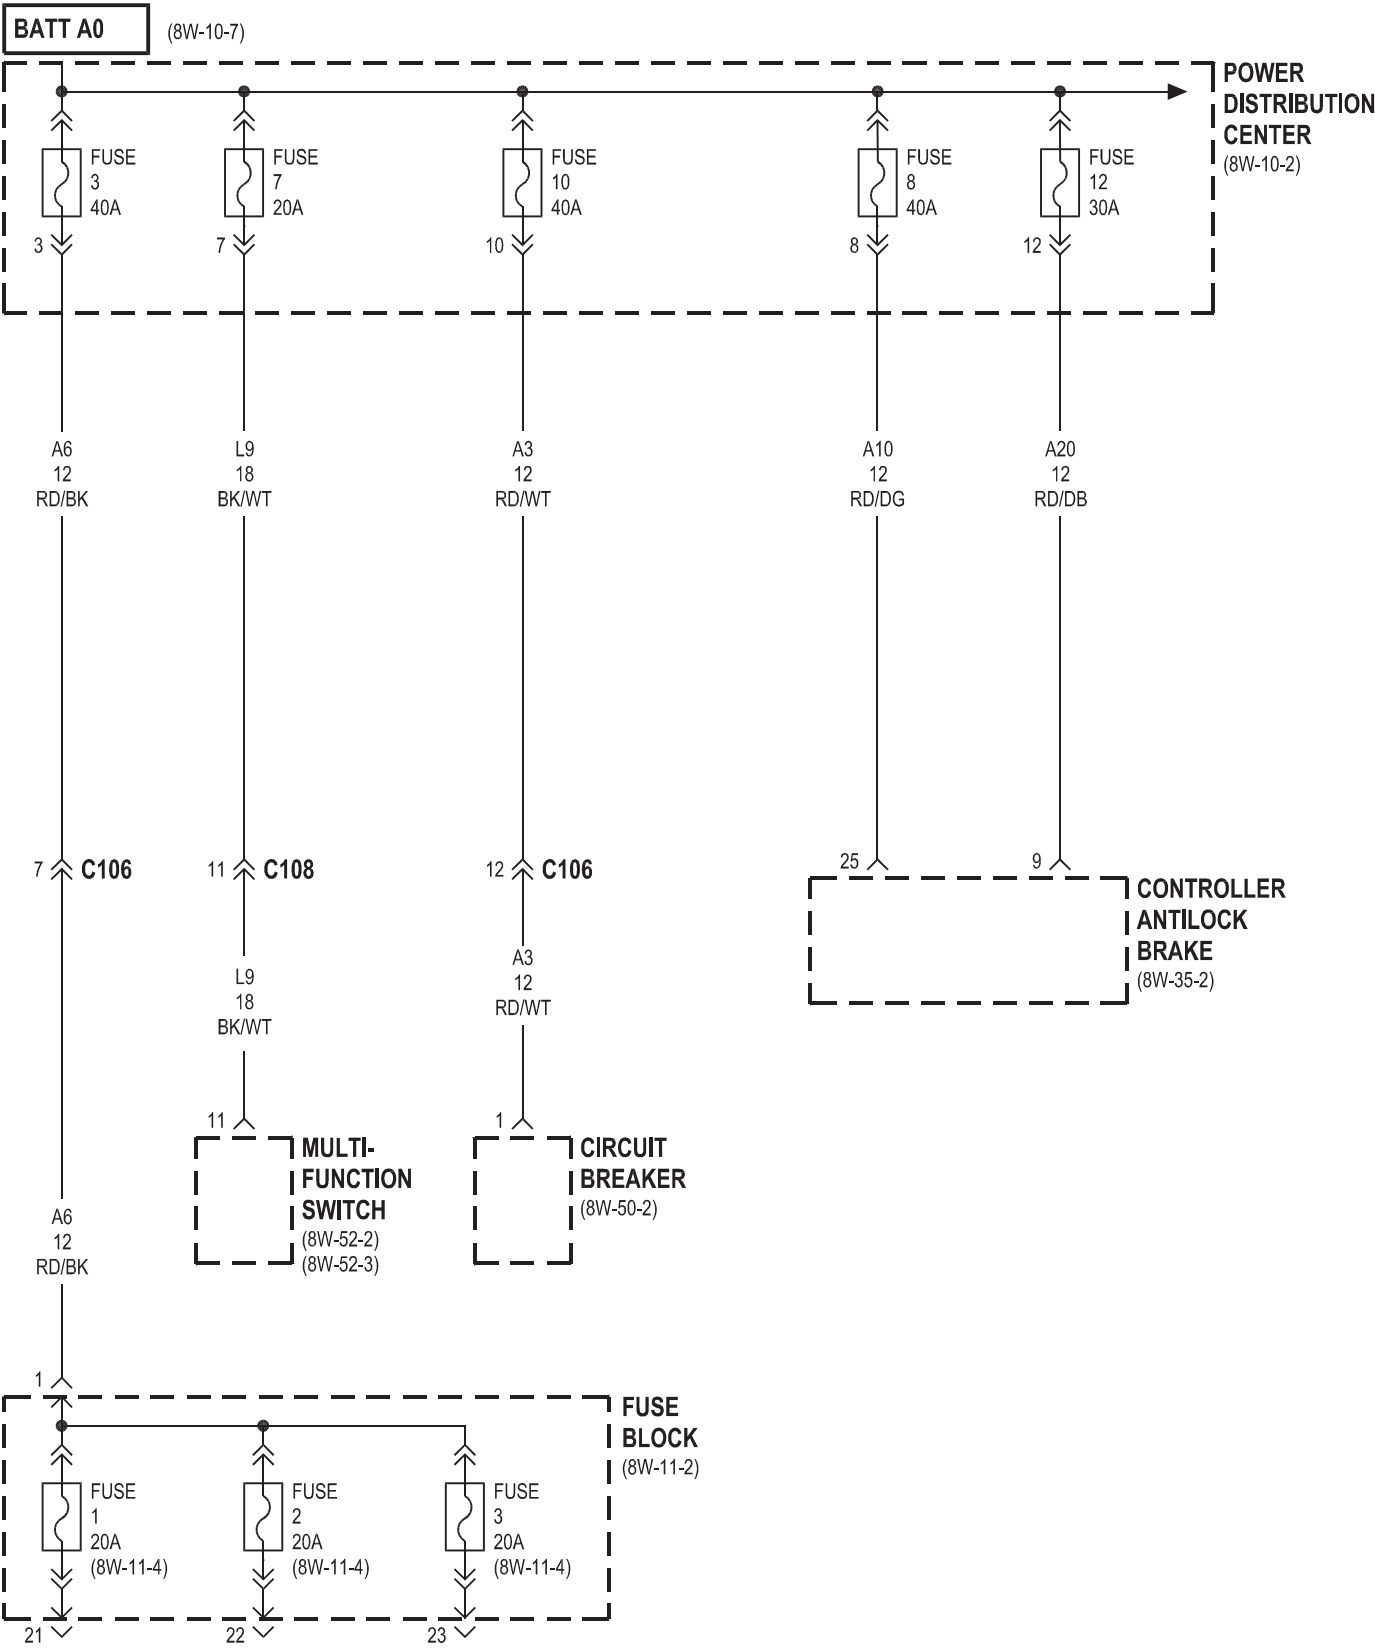 BATT A0
(8W-10-7)
POWER
DISTRIBUTION
CENTER
(8W-10-2)
FUSE
3
40A
3
FUSE
7
20A
7
FUSE
10
40A
10
FUSE
8
40A
8
FUSE
12
30A
12
A6
12
RD/BK
L9
18
BK/WT
A3
12
RD/WT
A10
12
RD/DG
A20
12
RD/DB
7
C106
11
C108
12
C106
25
9
CONTROLLER
ANTILOCK
BRAKE
(8W-35-2)
L9
18
BK/WT
A3
12
RD/WT
11
MULTI-
FUNCTION
SWITCH
(8W-52-2)
(8W-52-3)
1
CIRCUIT
BREAKER
(8W-50-2)
A6
12
RD/BK
1
FUSE
BLOCK
(8W-11-2)
FUSE
1
20A
(8W-11-4)
FUSE
2
20A
(8W-11-4)
FUSE
3
20A
(8W-11-4)
21
22
23